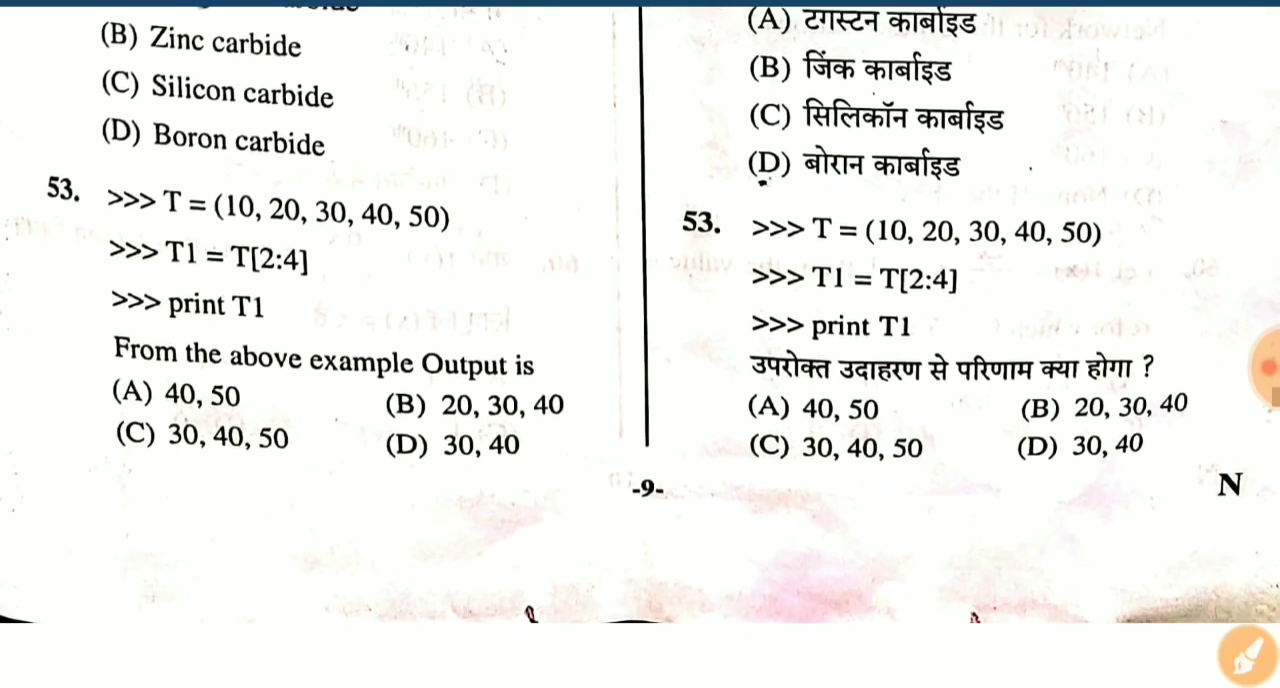 (B) Zinc carbide
(C) Silicon carbide
(D) Boron carbide
53. >>> T = (10, 20, 30, 40, 50)
>>> T1 = T[2:4]
>>> print T1
From the above example Output is
(A) 40, 50 (B) 20, 30, 40
(C) 30, 40, 50 (D) 30, 40
(A) टंगस्टन कार्बाइड
(B) जिंक कार्बाइड
(C) सिलिकॉन कार्बाइड
(D) बोरान कार्बाइड
53. >>> T = (10, 20, 30, 40, 50)
>>> T1 = T[2:4]
>>> print T1
उपरोक्त उदाहरण से परिणाम क्या होगा ?
(A) 40, 50 (B) 20, 30, 40
(C) 30, 40, 50 (D) 30, 40
-9-
N